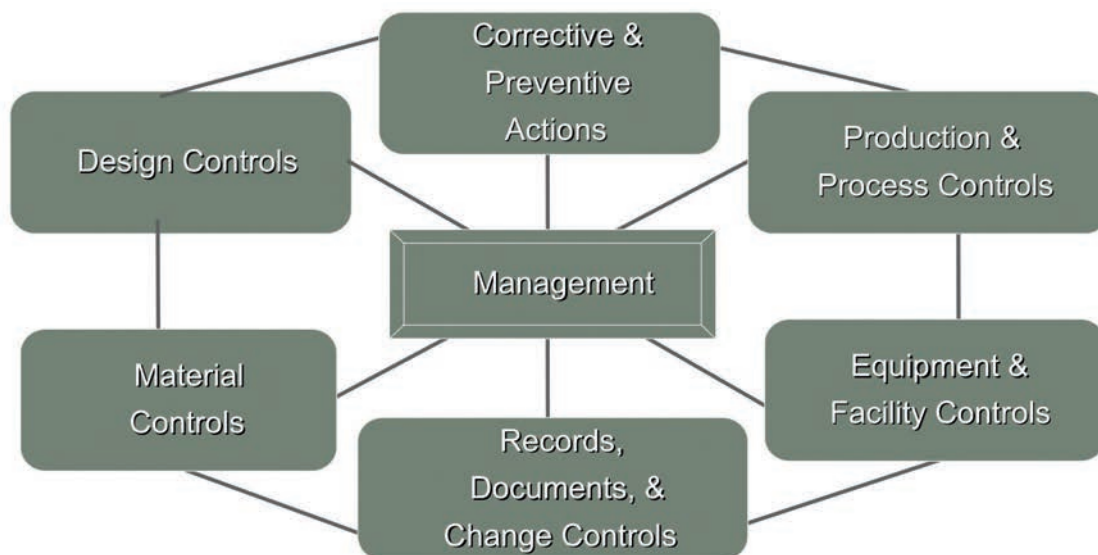 Corrective &
Preventive
Actions
Design Controls
Production &
Process Controls
Management
Material
Controls
Equipment &
Facility Controls
Records,
Documents, &
Change Controls